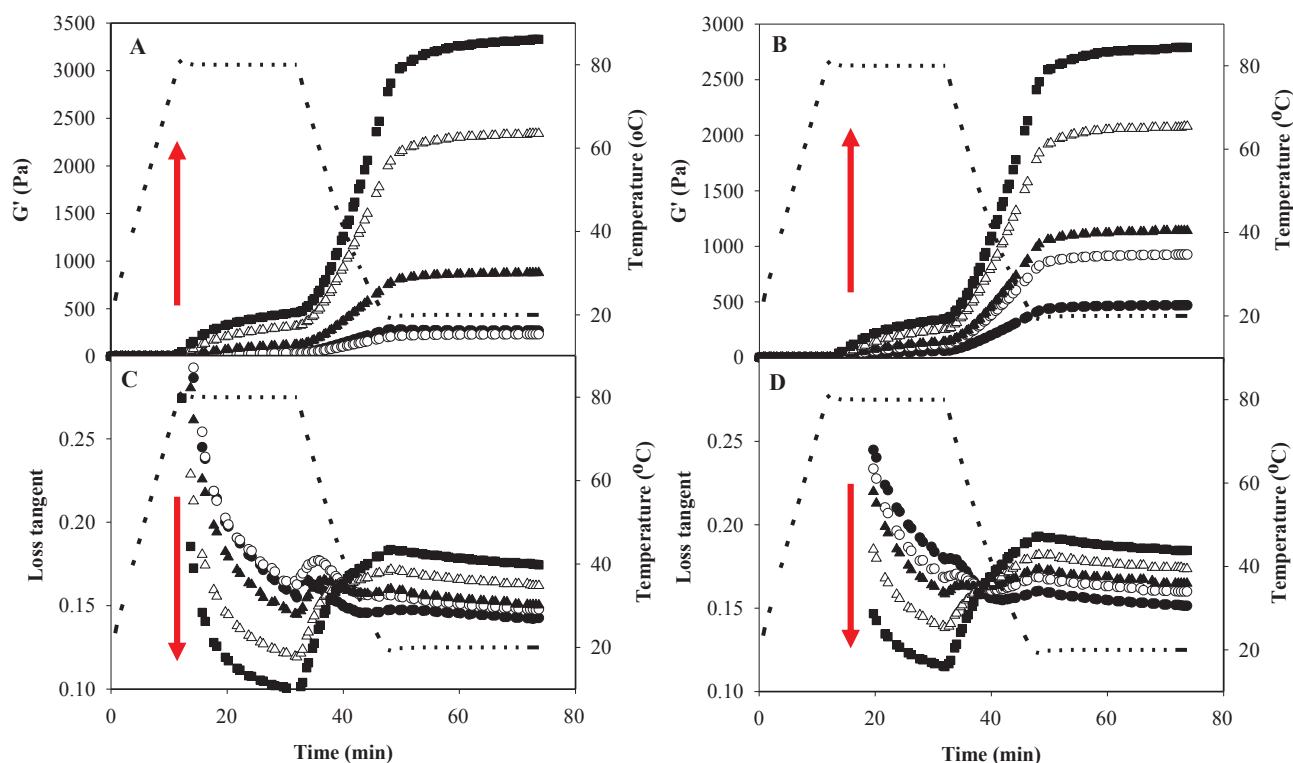 A
3500
3000
2500
2000
1500
1000
500
0
G' (Pa)
80
60
40
20
Temperature (oC)
B
3000
2500
2000
1500
1000
500
0
G' (Pa)
80
60
40
20
Temperature (⁰C)
C
0.25
0.20
0.15
0.10
Loss tangent
80
60
40
20
Temperature (⁰C)
0 20 40 60 80
Time (min)
D
0.25
0.20
0.15
0.10
Loss tangent
80
60
40
20
Temperature (⁰C)
0 20 40 60 80
Time (min)